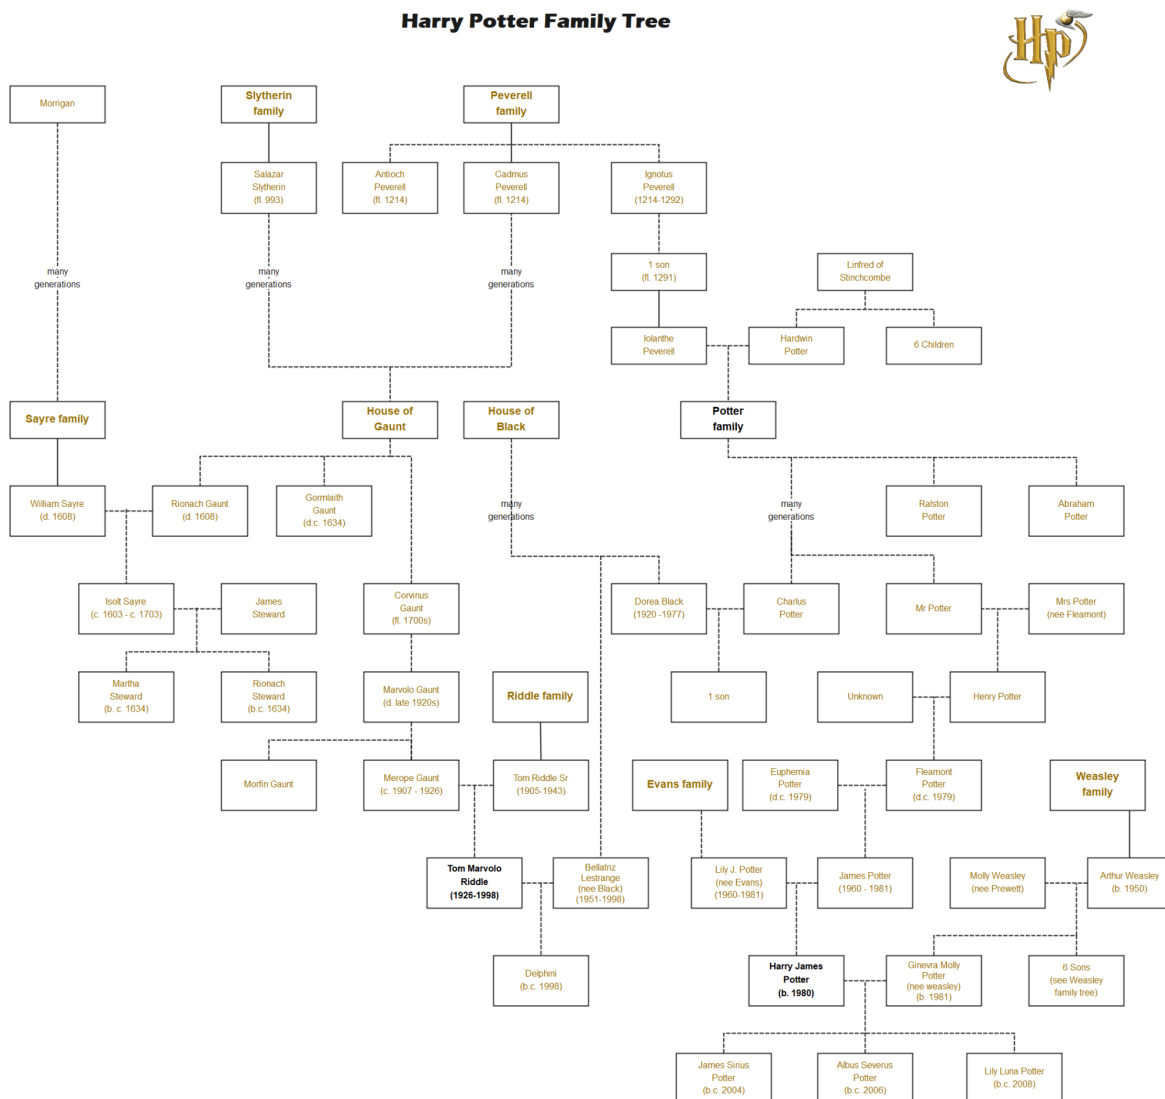 Harry Potter Family Tree
Hp
Morrigan
Slytherin
family
Peverell
family
Salazar
Slytherin
(fl. 993)
Antioch
Peverell
(fl. 1214)
Cadmus
Peverell
(fl. 1214)
Ignotus
Peverell
(1214-1292)
many
generations
many
generations
many
generations
1 son
(fl. 1291)
Linfred of
Stinchcombe
Iolanthe
Peverell
Hardwin
Potter
6 Children
Sayre family
House of
Gaunt
House of
Black
Potter
family
William Sayre
(d. 1608)
Rionach Gaunt
(d. 1608)
Gormlaith
Gaunt
(d.c. 1634)
many
generations
many
generations
Ralston
Potter
Abraham
Potter
Isolt Sayre
(c. 1603 - c. 1703)
James
Steward
Corvinus
Gaunt
(fl. 1700s)
Dorea Black
(1920 -1977)
Charlus
Potter
Mr Potter
Mrs Potter
(nee Fleamont)
Martha
Steward
(b. c. 1634)
Rionach
Steward
(b.c. 1634)
Marvolo Gaunt
(d. late 1920s)
Riddle family
1 son
Unknown
Henry Potter
Morfin Gaunt
Merope Gaunt
(c. 1907 - 1926)
Tom Riddle Sr
(1905-1943)
Evans family
Euphemia
Potter
(d.c. 1979)
Fleamont
Potter
(d.c. 1979)
Weasley
family
Tom Marvolo
Riddle
(1926-1998)
Bellatriz
Lestrange
(nee Black)
(1951-1998)
Lily J. Potter
(nee Evans)
(1960-1981)
James Potter
(1960 - 1981)
Molly Weasley
(nee Prewett)
Arthur Weasley
(b. 1950)
Delphini
(b.c. 1998)
Harry James
Potter
(b. 1980)
Ginevra Molly
Potter
(nee weasley)
(b. 1981)
6 Sons
(see Weasley
family tree)
James Sirius
Potter
(b.c. 2004)
Albus Severus
Potter
(b.c. 2006)
Lily Luna Potter
(b.c. 2008)